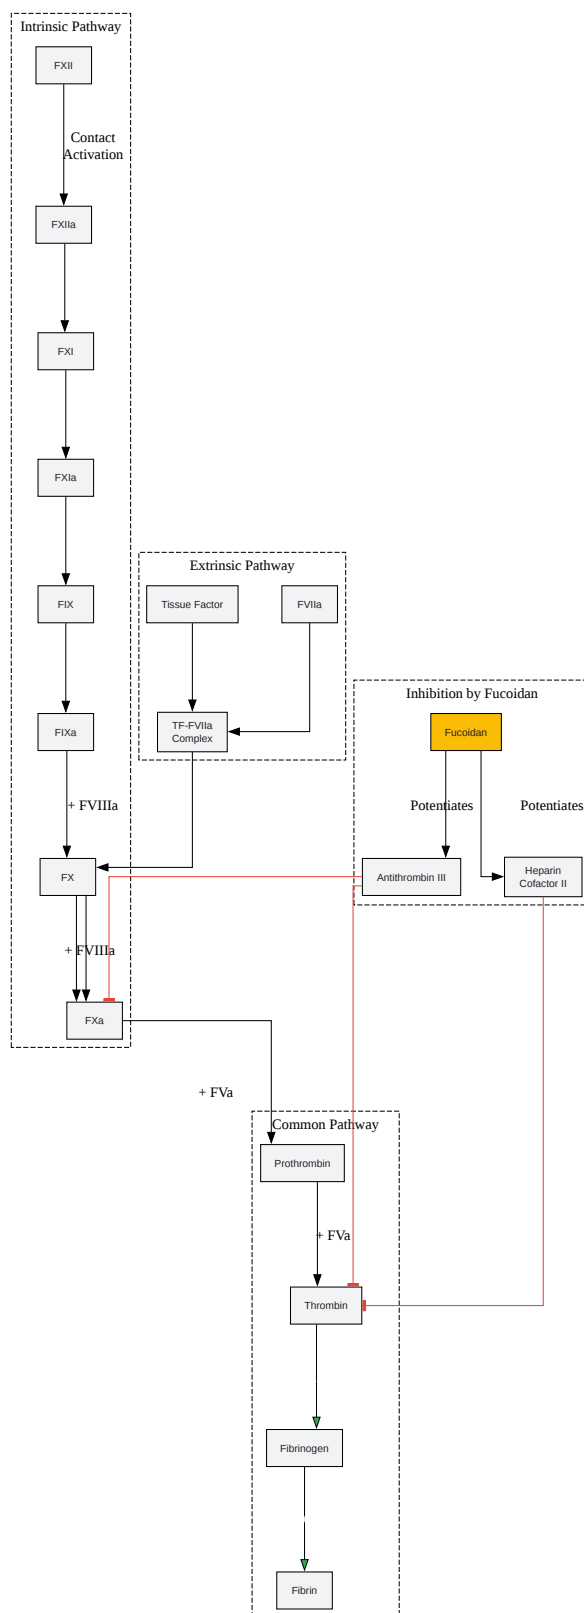 Intrinsic Pathway
FXII
Contact
Activation
FXIIa
FXI
FXIa
FIX
FIXa
+ FVIIIa
FX
+ FVIIIa
FXa
Extrinsic Pathway
Tissue Factor
FVIIa
TF-FVIIa
Complex
Inhibition by Fucoidan
Fucoidan
Potentiates
Potentiates
Antithrombin III
Heparin
Cofactor II
+ FVa
Common Pathway
Prothrombin
+ FVa
Thrombin
Fibrinogen
Fibrin